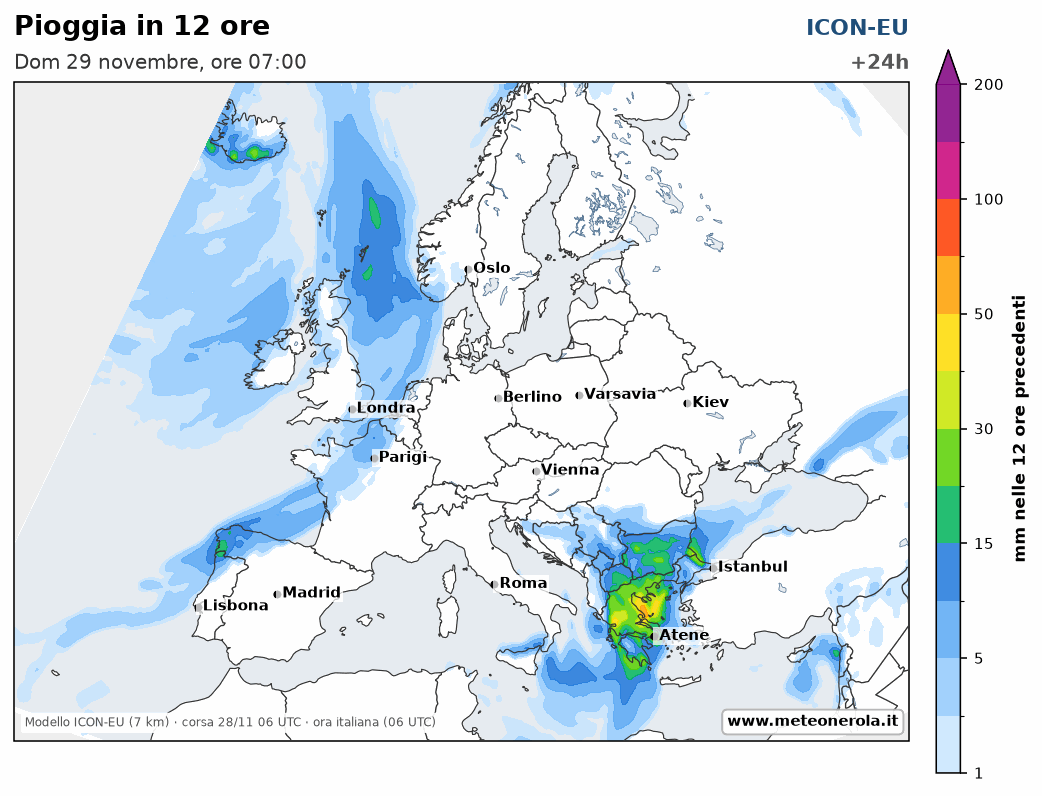 Pioggia in 12 ore
ICON-EU
Dom 29 novembre, ore 07:00
+24h
200
100
50
30
15
5
1
mm nelle 12 ore precedenti
Oslo
Berlino
Varsavia
Kiev
Londra
Parigi
Vienna
Istanbul
Roma
Madrid
Lisbona
Atene
Modello ICON-EU (7 km) · corsa 28/11 06 UTC · ora italiana (06 UTC)
www.meteonerola.it